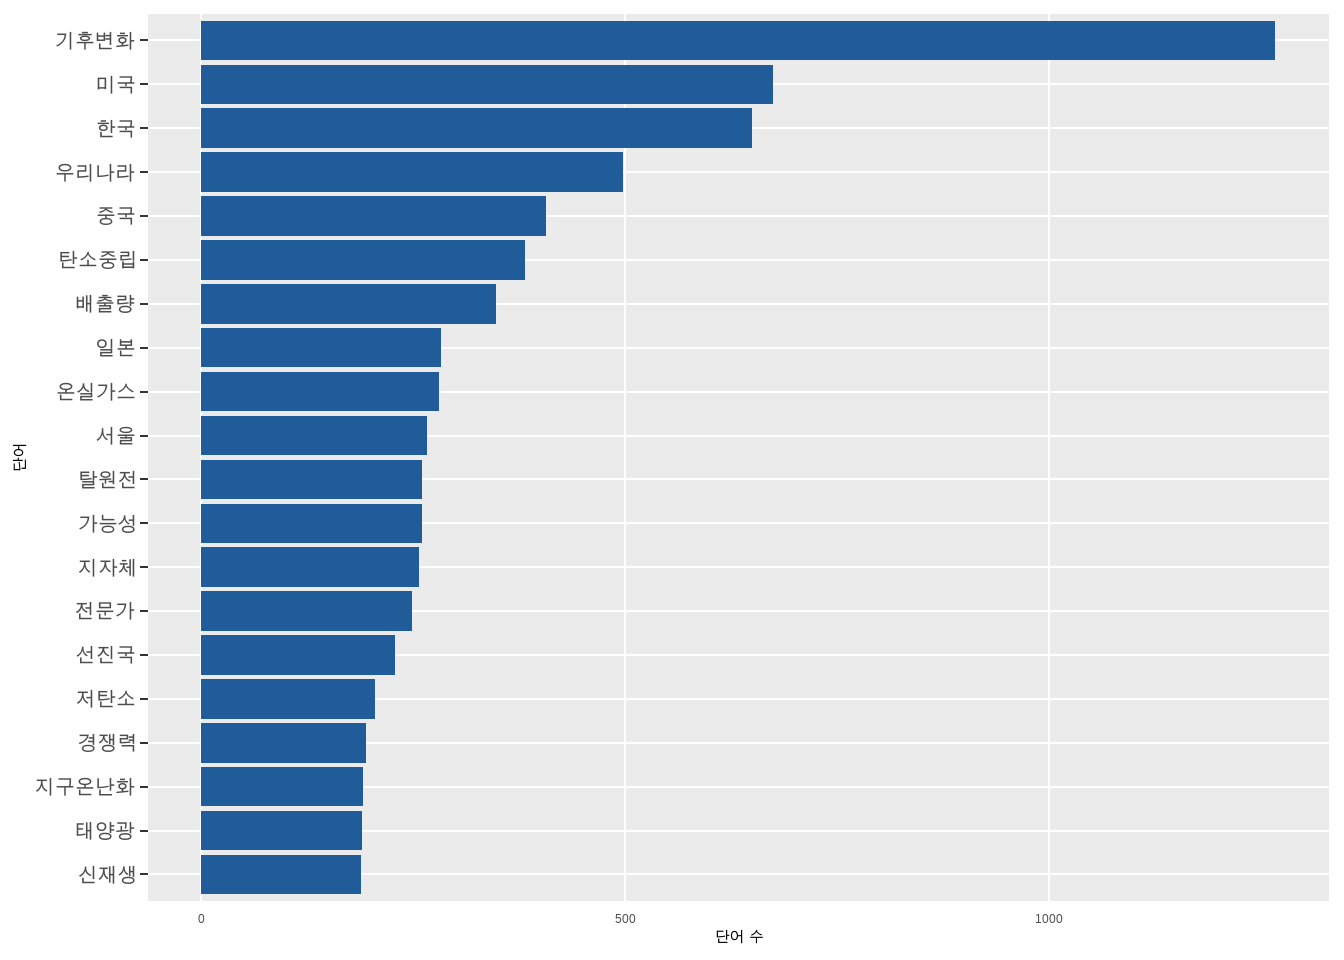 기후변화
미국
한국
우리나라
중국
탄소중립
배출량
일본
온실가스
서울
탈원전
가능성
지자체
전문가
선진국
저탄소
경쟁력
지구온난화
태양광
신재생
단어
0 500 1000
단어 수